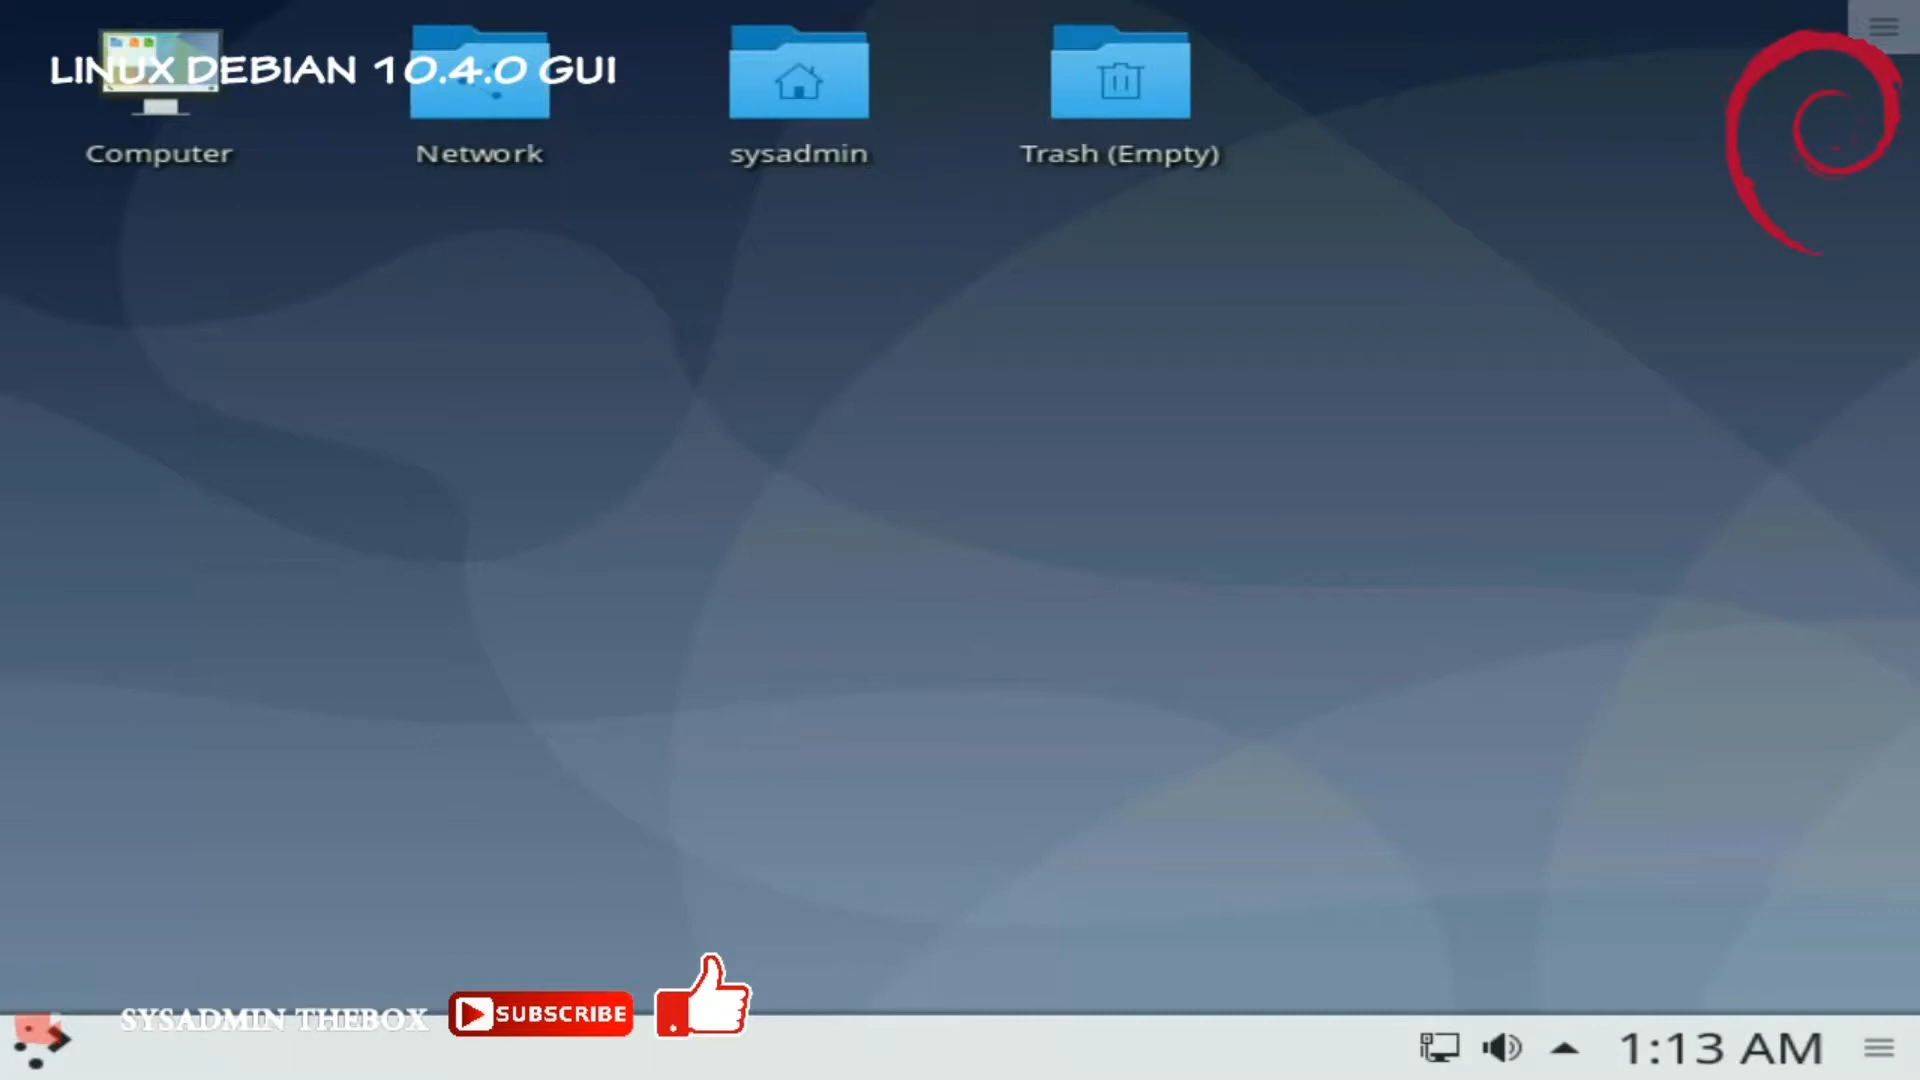 LINUX DEBIAN 10.4.0 GUI
Computer
Network
sysadmin
Trash (Empty)
SYSADMIN THEBOX
SUBSCRIBE
1:13 AM